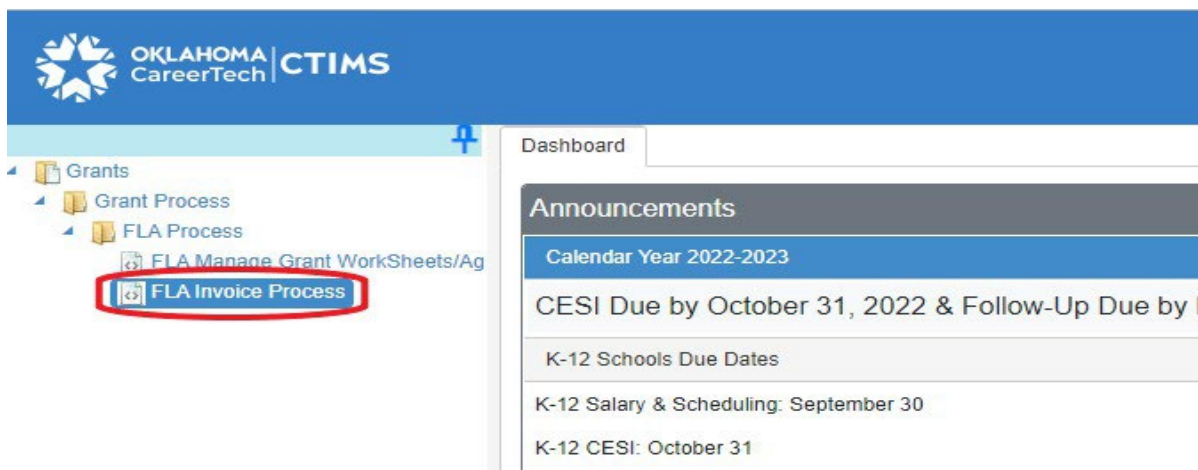 OKLAHOMA
CareerTech
CTIMS
Grants
Grant Process
FLA Process
FLA Manage Grant WorkSheets/Ag
FLA Invoice Process
Dashboard
Announcements
Calendar Year 2022-2023
CESI Due by October 31, 2022 & Follow-Up Due by
K-12 Schools Due Dates
K-12 Salary & Scheduling: September 30
K-12 CESI: October 31